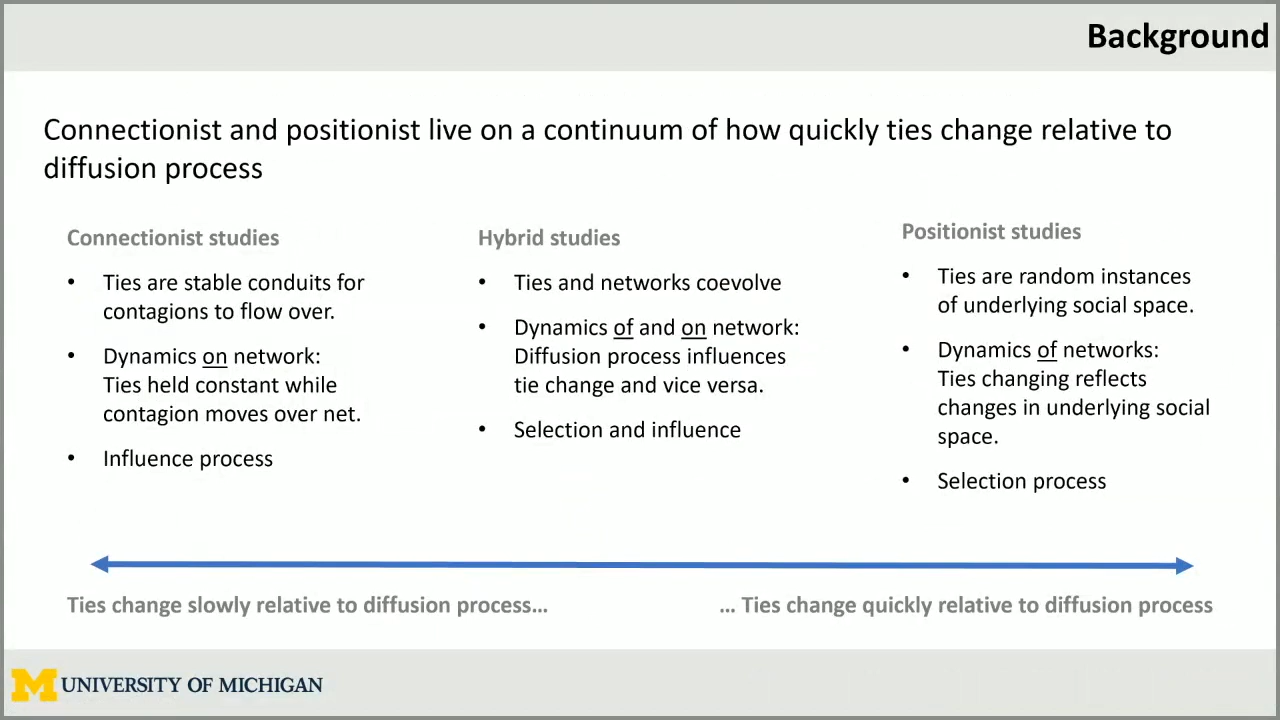 Background
Connectionist and positionist live on a continuum of how quickly ties change relative to
diffusion process
Connectionist studies
• Ties are stable conduits for
contagions to flow over.
• Dynamics on network:
Ties held constant while
contagion moves over net.
• Influence process
Hybrid studies
• Ties and networks coevolve
• Dynamics of and on network:
Diffusion process influences
tie change and vice versa.
• Selection and influence
Positionist studies
• Ties are random instances
of underlying social space.
• Dynamics of networks:
Ties changing reflects
changes in underlying social
space.
• Selection process
Ties change slowly relative to diffusion process...
... Ties change quickly relative to diffusion process
M UNIVERSITY OF MICHIGAN